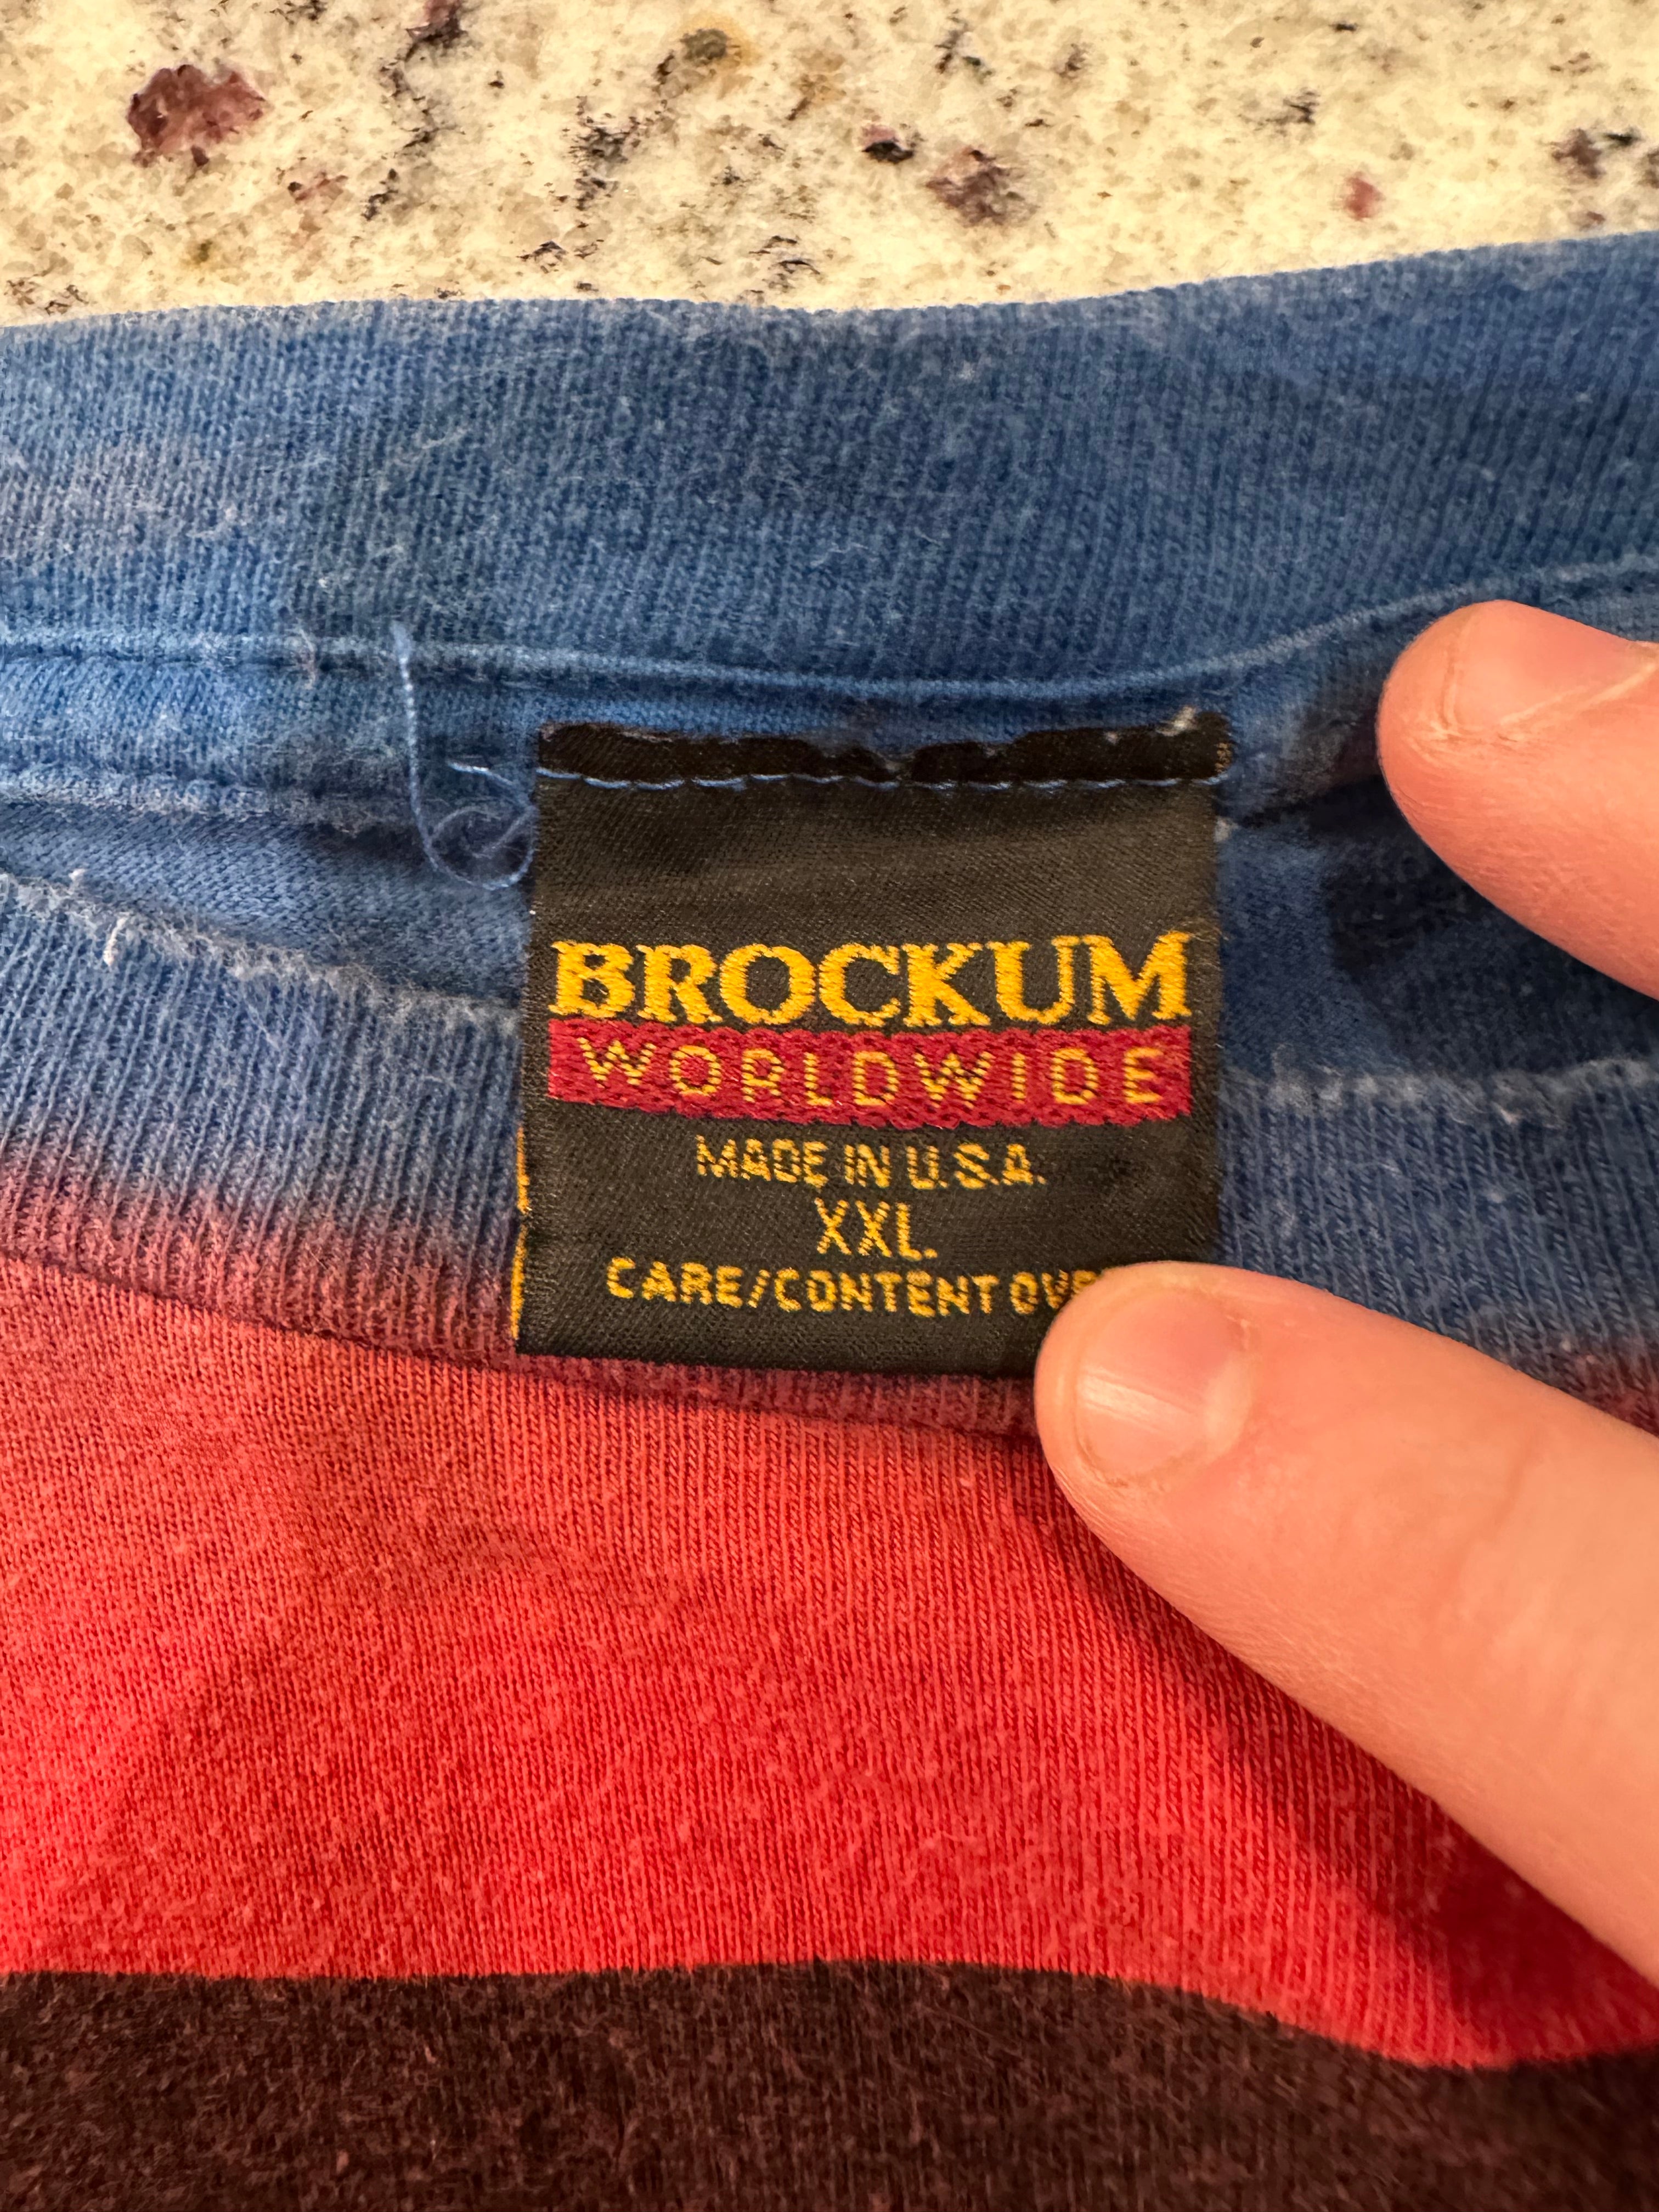 BROCKUM
WORLDWIDE
MADE IN U.S.A.
XXL
CARE/CONTENT